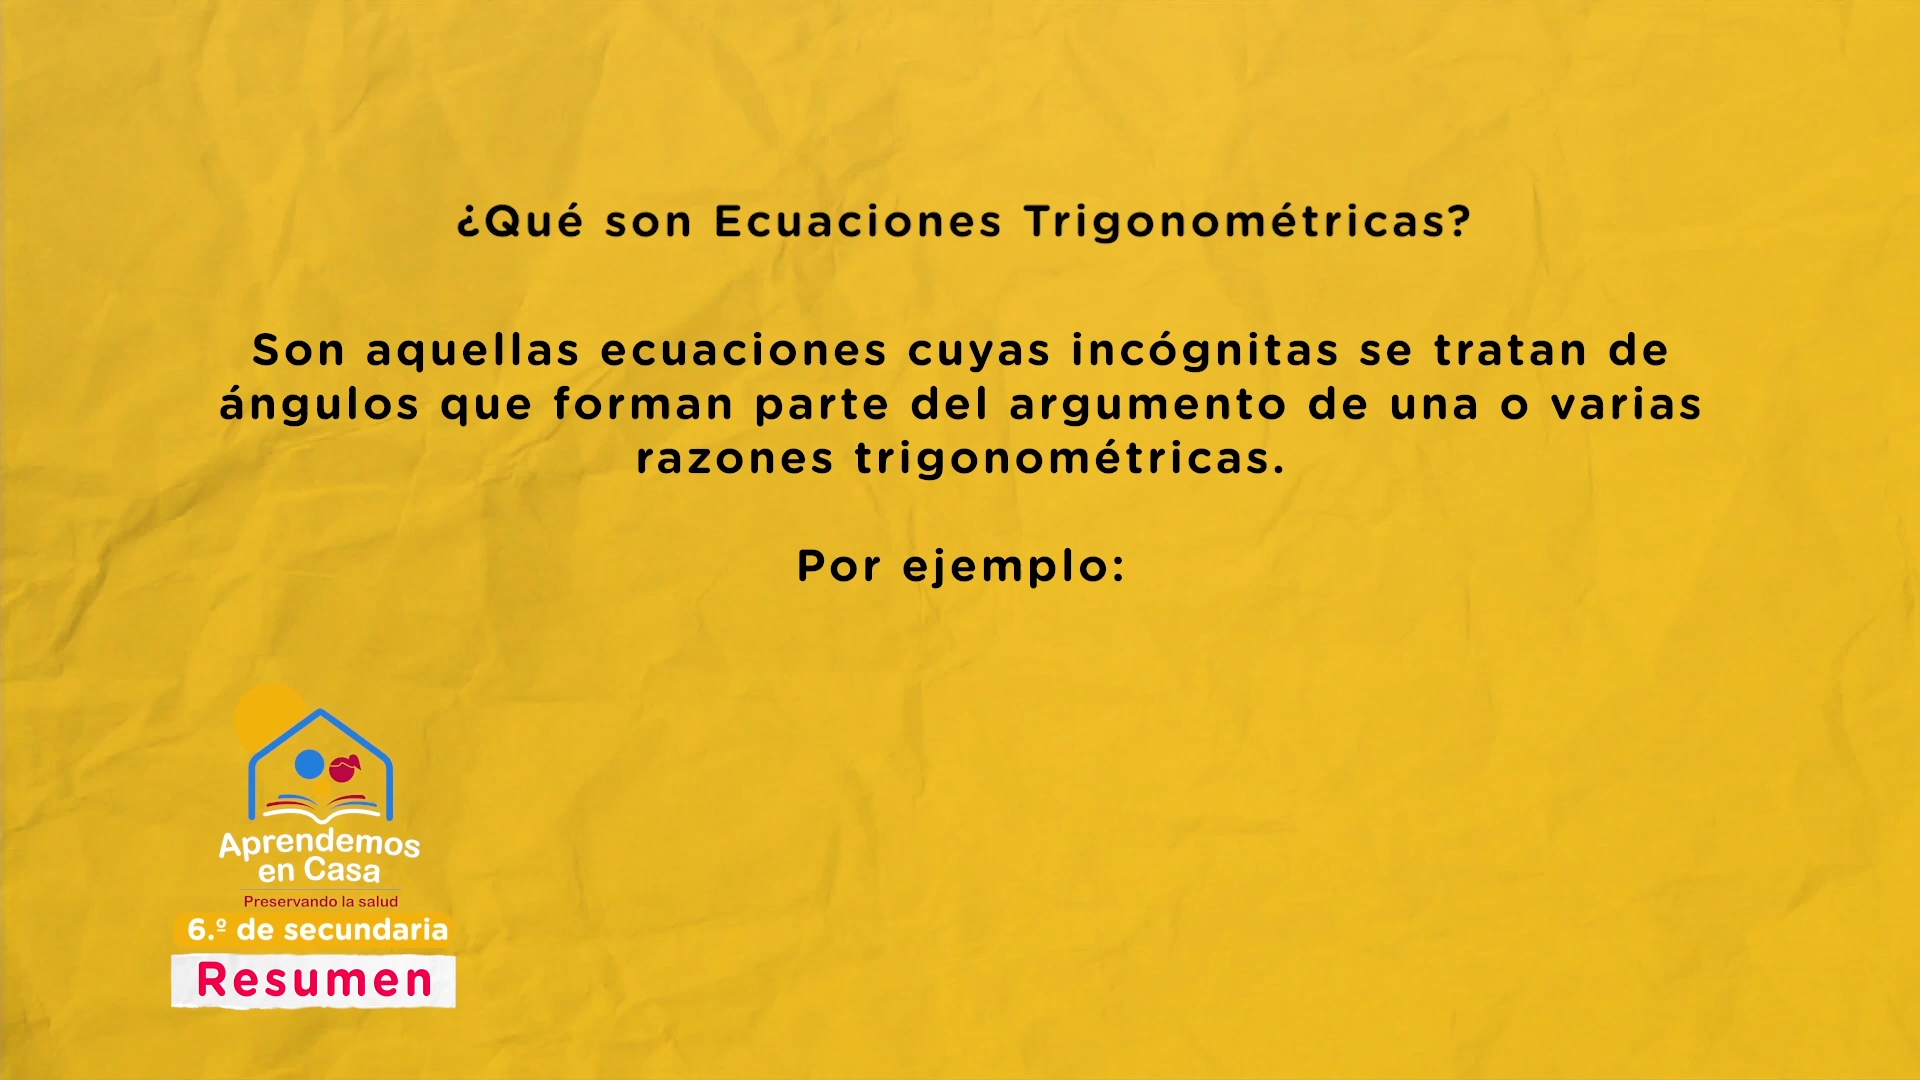 ¿Qué son Ecuaciones Trigonométricas?
Son aquellas ecuaciones cuyas incógnitas se tratan de
ángulos que forman parte del argumento de una o varias
razones trigonométricas.
Por ejemplo:
Aprendemos
en Casa
Preservando la salud
6.º de secundaria
Resumen